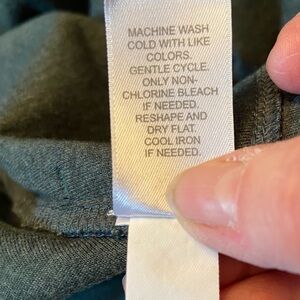 MACHINE WASH
COLD WITH LIKE
COLORS.
GENTLE CYCLE.
ONLY NON-
CHLORINE BLEACH
IF NEEDED.
RESHAPE AND
DRY FLAT.
COOL IRON
IF NEEDED.